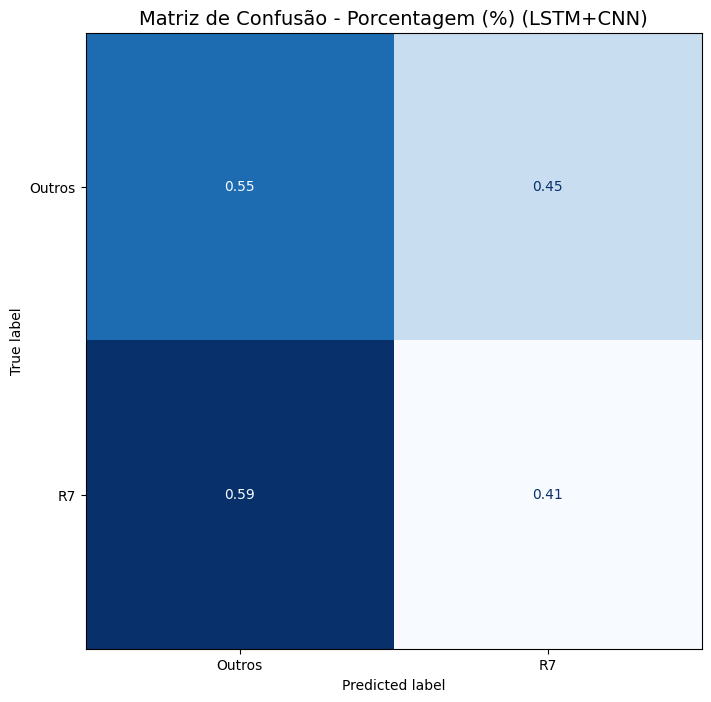 Matriz de Confusão - Porcentagem (%) (LSTM+CNN)
True label
Outros
0.55
0.45
R7
0.59
0.41
Outros
R7
Predicted label